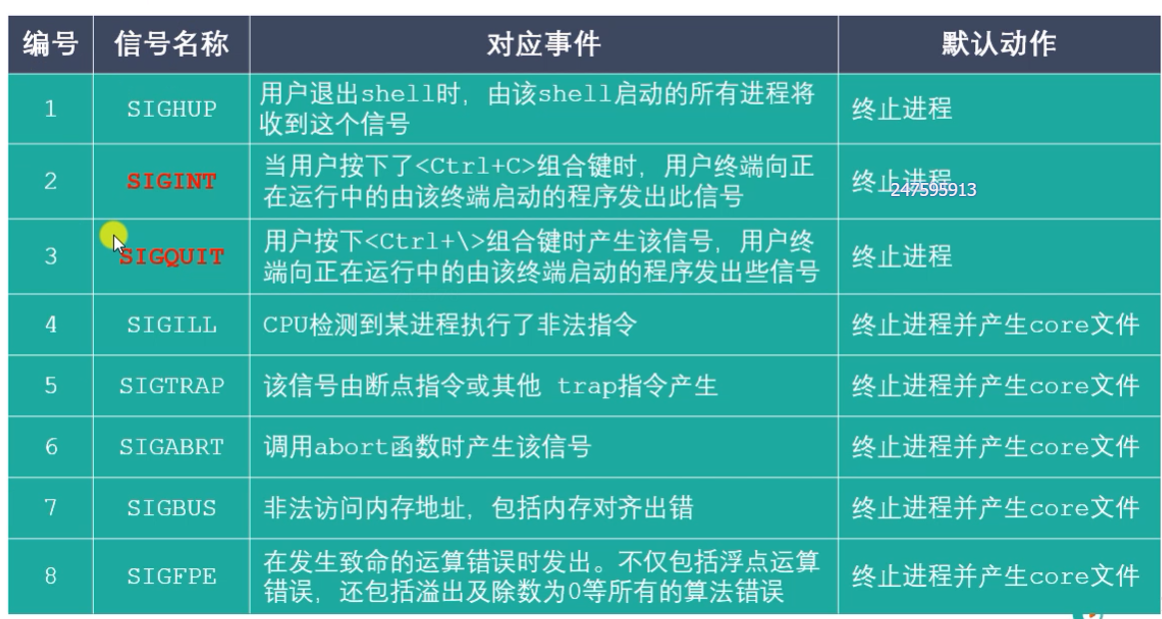 编号 信号名称 对应事件 默认动作
1 SIGHUP 用户退出shell时，由该shell启动的所有进程将
收到这个信号 终止进程
2 SIGINT 当用户按下了<Ctrl+C>组合键时，用户终端向正
在运行中的由该终端启动的程序发出此信号 终止进程
247595913
3 SIGQUIT 用户按下<Ctrl+\>组合键时产生该信号，用户终
端向正在运行中的由该终端启动的程序发出些信号 终止进程
4 SIGILL CPU检测到某进程执行了非法指令 终止进程并产生core文件
5 SIGTRAP 该信号由断点指令或其他 trap指令产生 终止进程并产生core文件
6 SIGABRT 调用abort函数时产生该信号 终止进程并产生core文件
7 SIGBUS 非法访问内存地址，包括内存对齐出错 终止进程并产生core文件
8 SIGFPE 在发生致命的运算错误时发出。不仅包括浮点运算
错误，还包括溢出及除数为0等所有的算法错误 终止进程并产生core文件